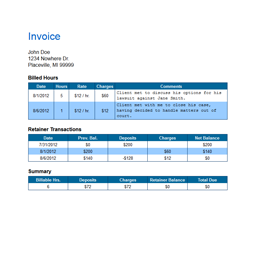 Invoice
John Doe
1234 Nowhere Dr.
Placeville, MI 99999
Billed Hours
Date Hours Rate Charges Comments
8/1/2012 5 $12 / hr. $60 Client met to discuss his options for his
lawsuit against Jane Smith.
8/6/2012 1 $12 / hr. $12 Client met with me to close his case,
having decided to handle matters out of
court.
Retainer Transactions
Date Prev. Bal. Deposits Charges Net Balance
7/31/2012 $0 $200 $200
8/1/2012 $200 $60 $140
8/6/2012 $140 -$128 $12 $0
Summary
Billable Hrs. Deposits Charges Retainer Balance Total Due
6 $72 $72 $0 $0